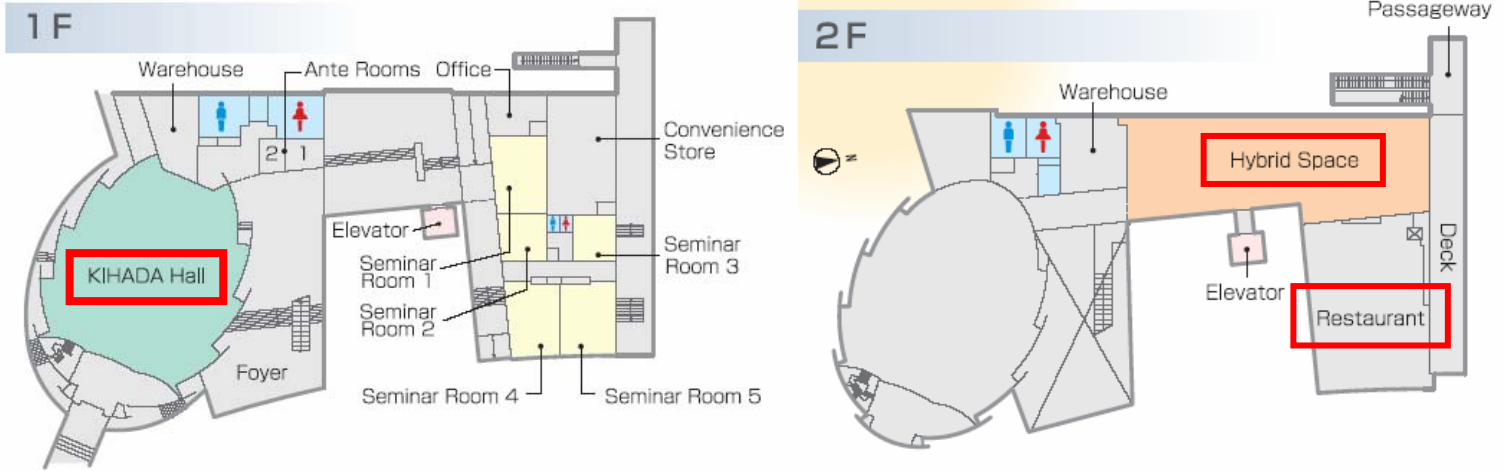 1F
Warehouse
Ante Rooms
Office
2 1
Convenience
Store
Elevator
Seminar
Room 1
Seminar
Room 2
Seminar
Room 3
KIHADA Hall
Foyer
Seminar Room 4
Seminar Room 5
2F
Passageway
Warehouse
N
Hybrid Space
Deck
Elevator
Restaurant